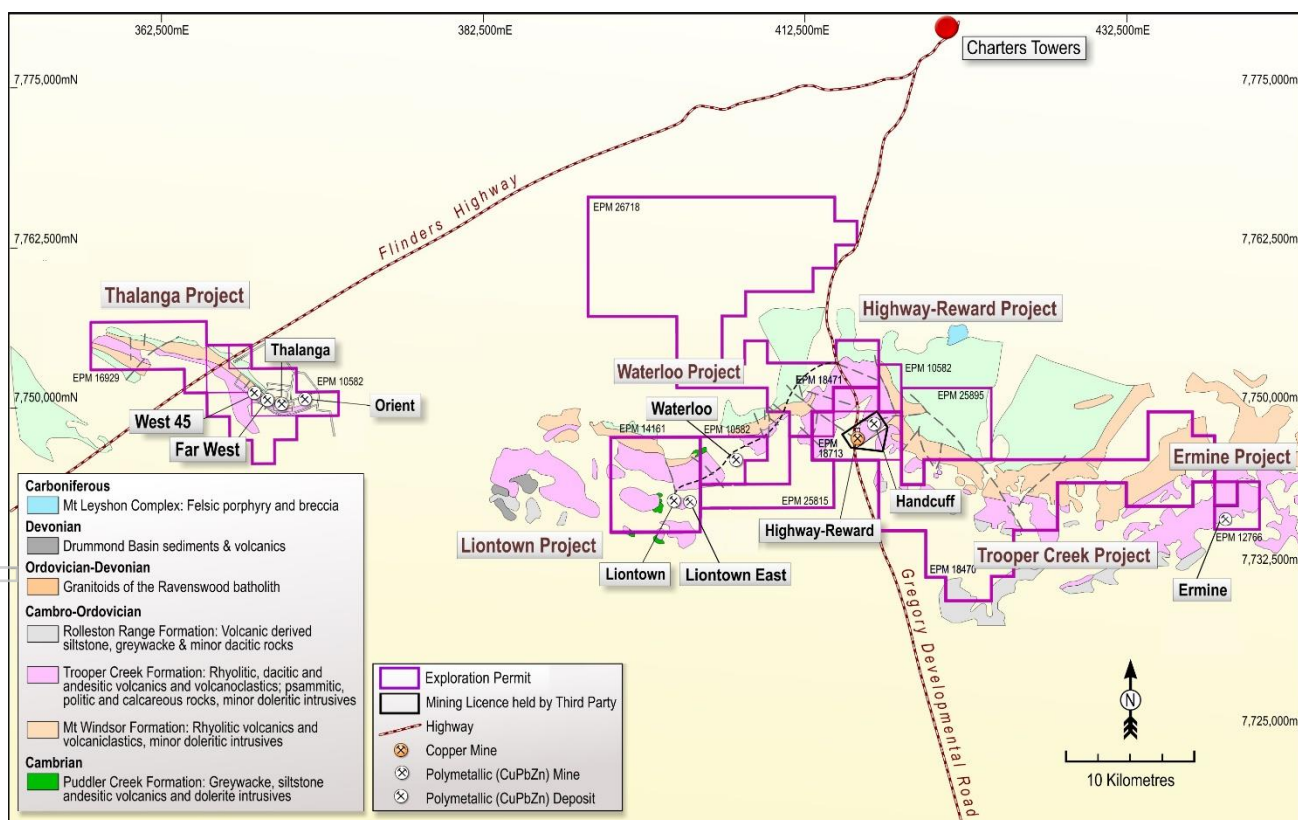 362,500mE
382,500mE
412,500mE
432,500mE
Charters Towers
7,775,000mN
7,775,000mN
Flinders Highway
EPM 26718
7,762,500mN
7,762,500mN
Thalanga Project
Highway-Reward Project
Thalanga
Waterloo Project
EPM 16929
EPM 10582
EPM 18471
EPM 10582
EPM 25895
7,750,000mN
7,750,000mN
Orient
West 45
Waterloo
Far West
EPM 14161
EPM 10582
EPM
18713
Ermine Project
EPM 25815
Handcuff
Highway-Reward
Liontown Project
Trooper Creek Project
EPM 12766
7,732,500mN
EPM 18470
Liontown
Liontown East
Ermine
Gregory Developmental Road
7,725,000mN
Carboniferous
Mt Leyshon Complex: Felsic porphyry and breccia
Devonian
Drummond Basin sediments & volcanics
Ordovician-Devonian
Granitoids of the Ravenswood batholith
Cambro-Ordovician
Rolleston Range Formation: Volcanic derived
siltstone, greywacke & minor dacitic rocks
Trooper Creek Formation: Rhyolitic, dacitic and
andesitic volcanics and volcanoclastics; psammitic,
politic and calcareous rocks, minor doleritic intrusives
Mt Windsor Formation: Rhyolitic volcanics and
volcaniclastics, minor doleritic intrusives
Cambrian
Puddler Creek Formation: Greywacke, siltstone
andesitic volcanics and dolerite intrusives
Exploration Permit
Mining Licence held by Third Party
Highway
Copper Mine
Polymetallic (CuPbZn) Mine
Polymetallic (CuPbZn) Deposit
N
10 Kilometres